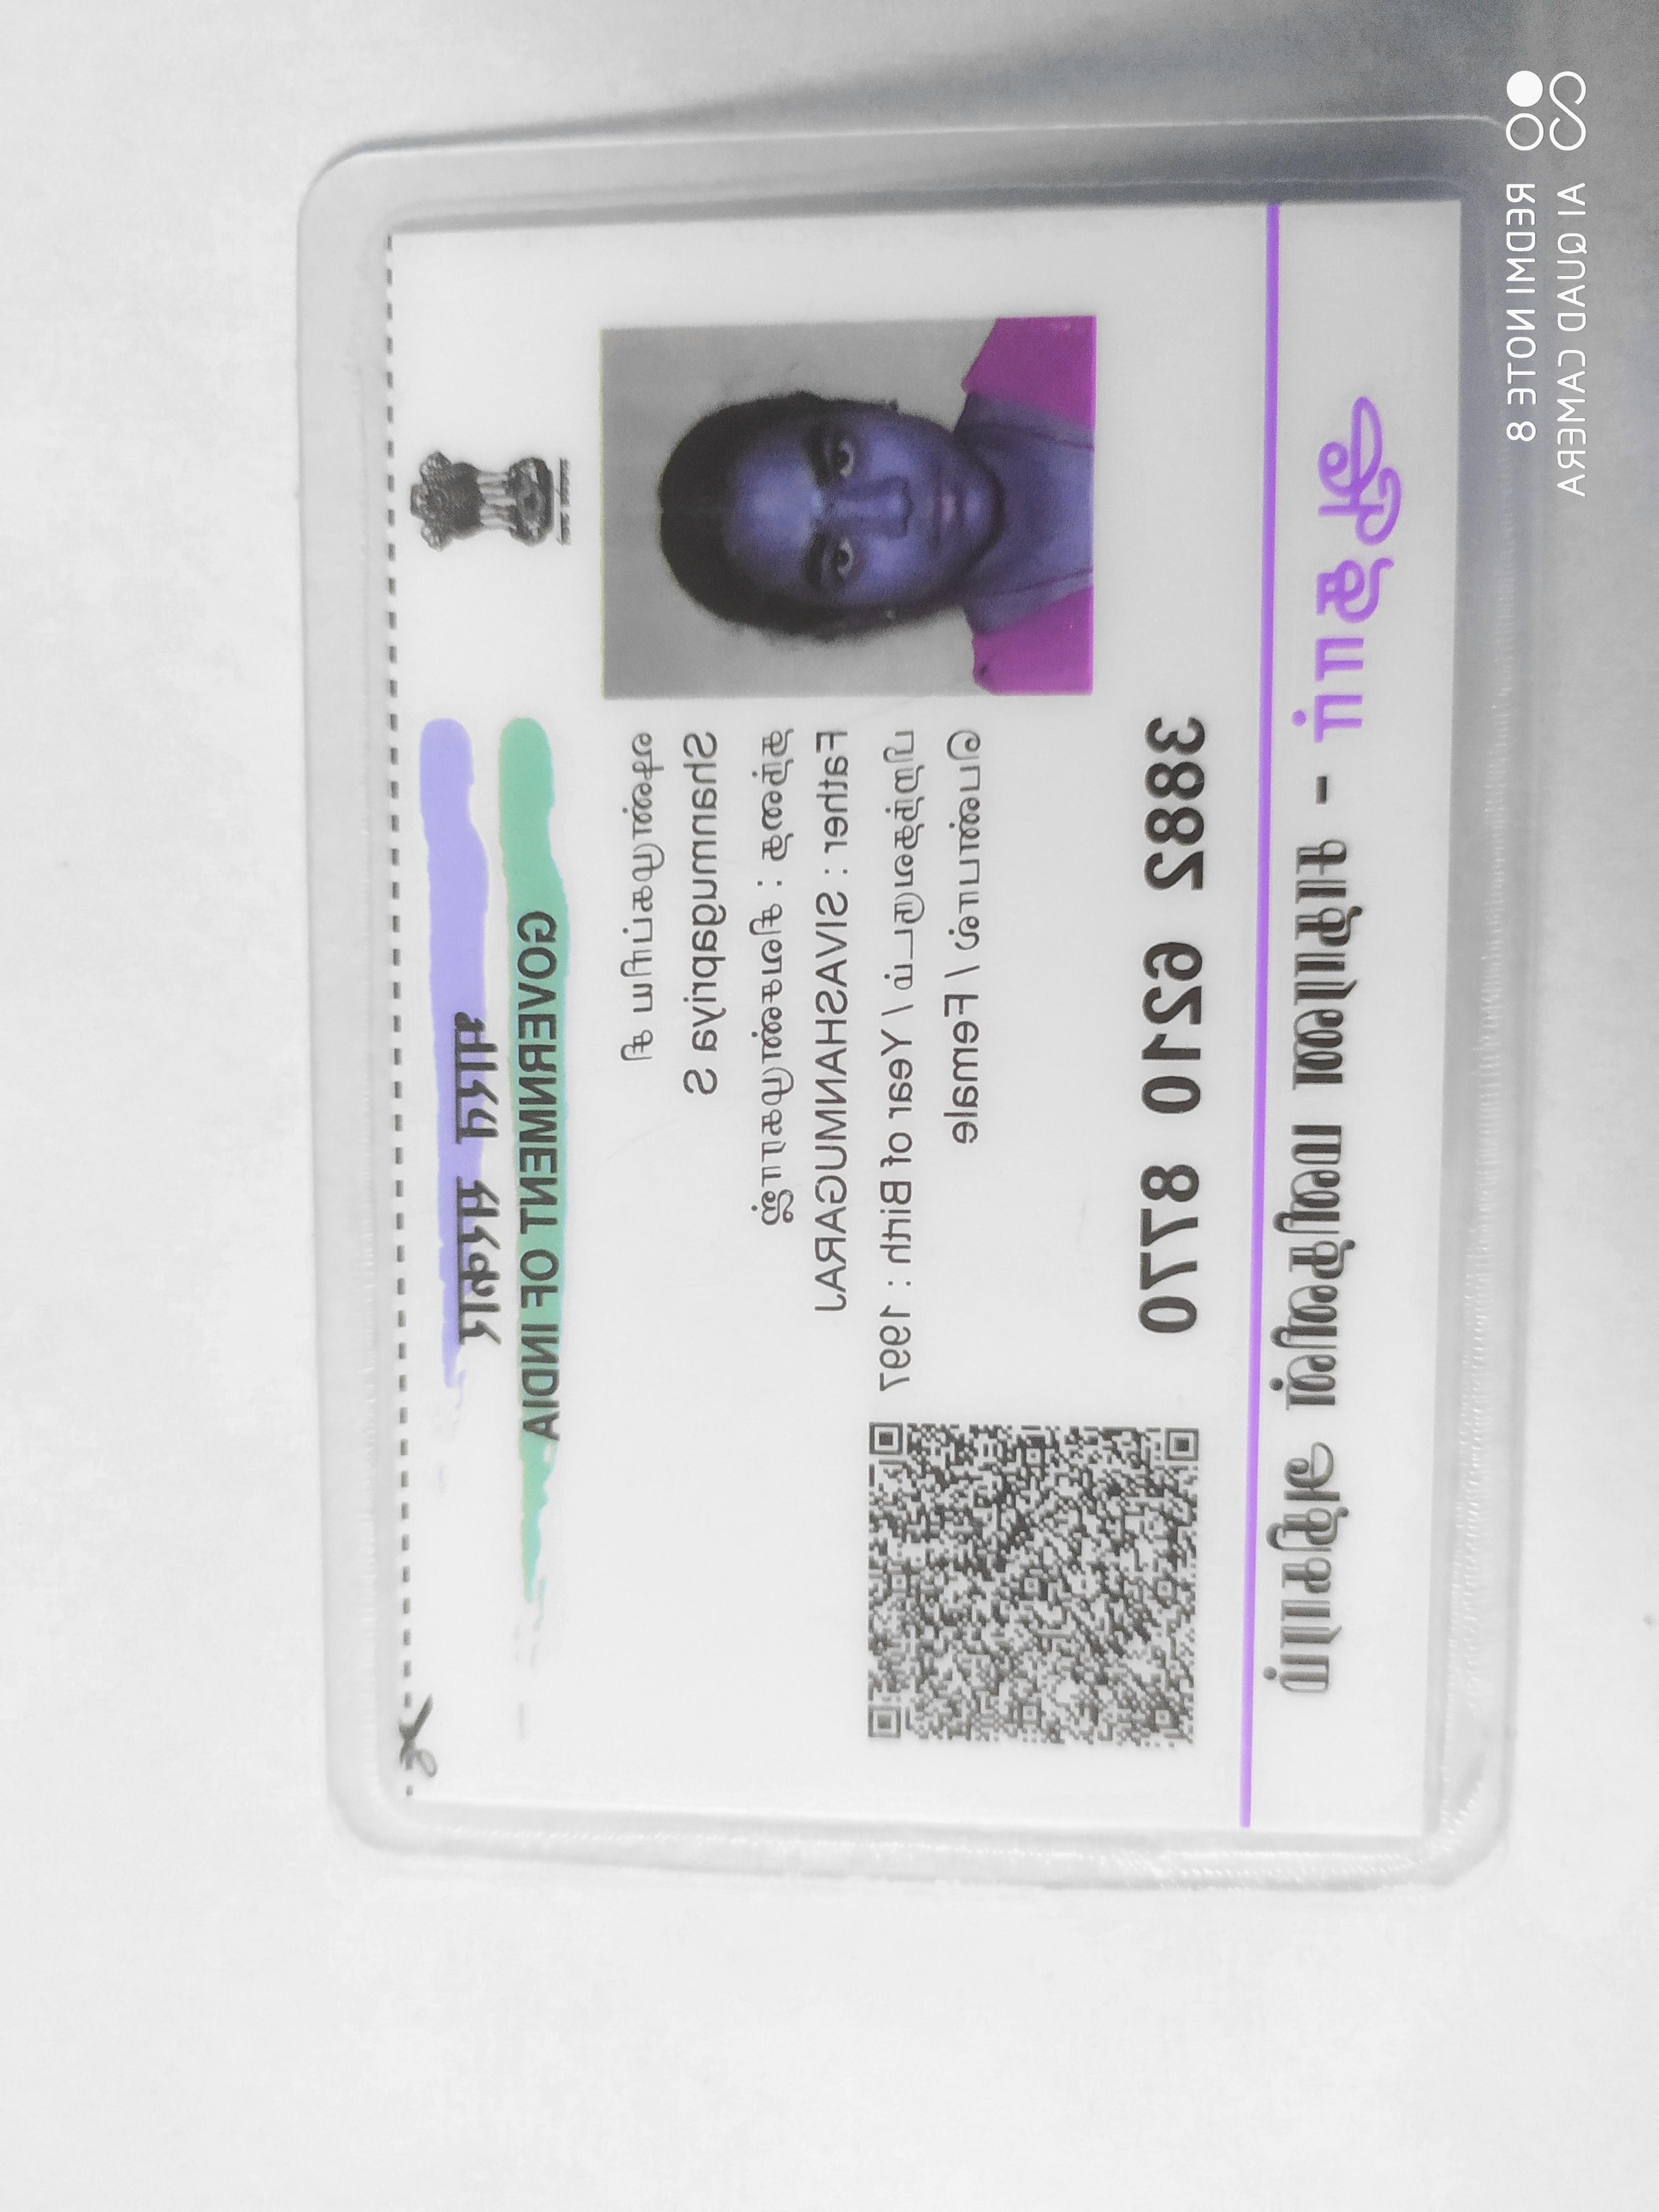 भारत सरकार
GOVERNMENT OF INDIA
ஷண்முகப்ரிய சி
Shanmugapriya S
தந்தை : சிவசண்முகராஜ்
Father : SIVASHANMUGARAJ
பிறந்தவருடம் / Year of Birth : 1997
பெண்பால் / Female
3882 6210 8770
ஆதார் - சாதாரண மனிதனின் அதிகாரம்
REDMI NOTE 8
AI QUAD CAMERA